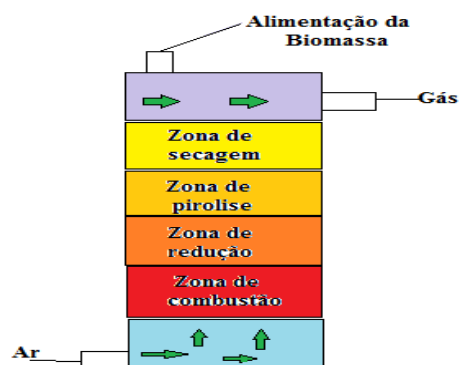 Alimentação da
Biomassa
Gás
Zona de
secagem
Zona de
pirolise
Zona de
redução
Zona de
combustão
Ar